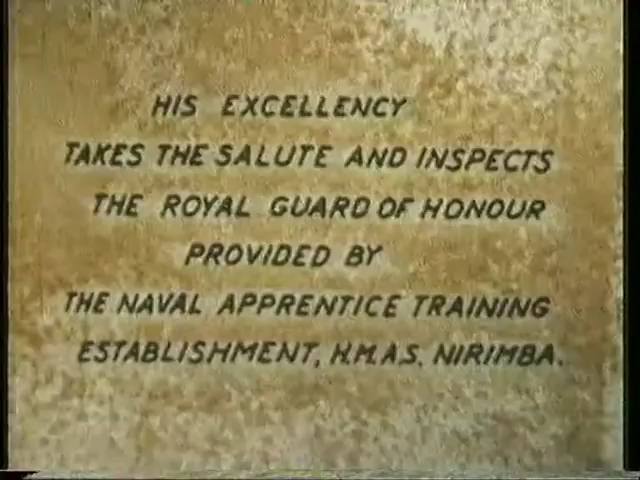 HIS EXCELLENCY
TAKES THE SALUTE AND INSPECTS
THE ROYAL GUARD OF HONOUR
PROVIDED BY
THE NAVAL APPRENTICE TRAINING
ESTABLISHMENT, H.M.A.S. NIRIMBA.